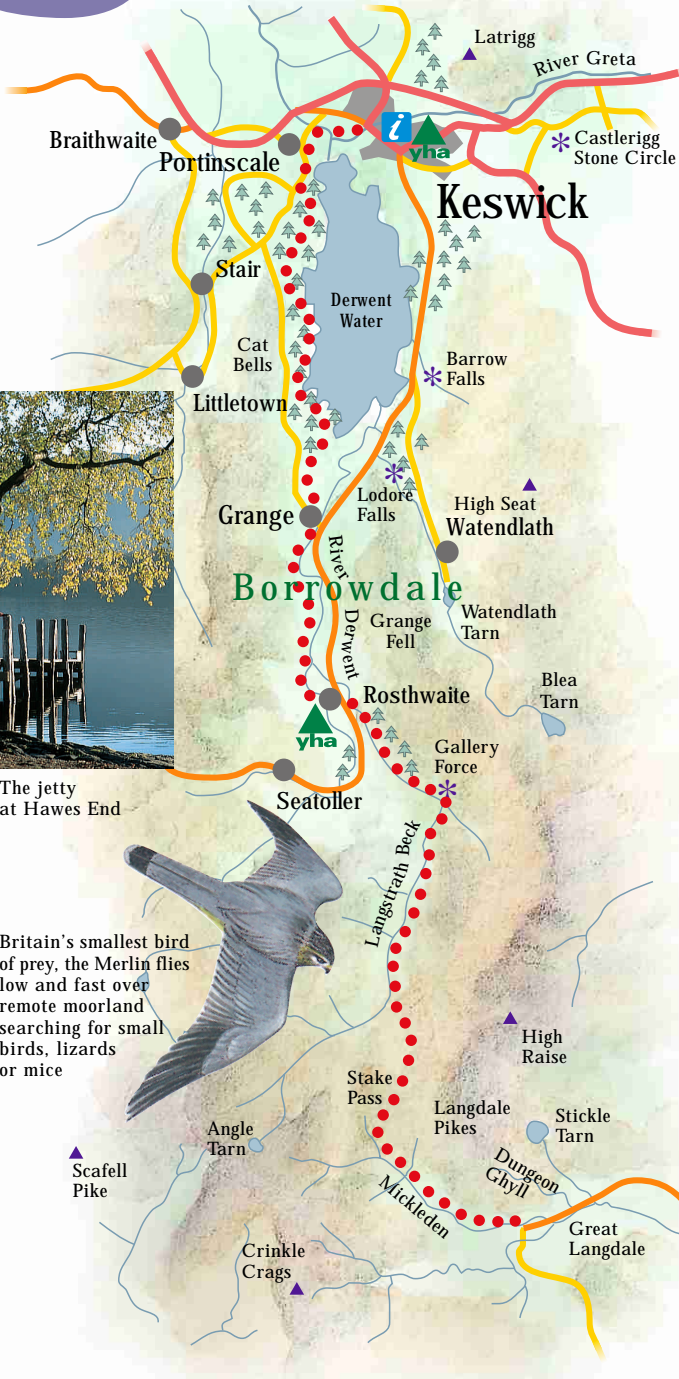 Latrigg
River Greta
Braithwaite
Portinscale
i
yha
Castlerigg
Stone Circle
Keswick
Stair
Derwent
Water
Cat
Bells
Barrow
Falls
Littletown
Lodore
Falls
High Seat
Grange
Watendlath
River Derwent
Borrowdale
Grange
Fell
Watendlath
Tarn
Rosthwaite
Blea
Tarn
yha
Gallery
Force
Seatoller
The jetty
at Hawes End
Langstrath Beck
Britain's smallest bird
of prey, the Merlin flies
low and fast over
remote moorland
searching for small
birds, lizards
or mice
High
Raise
Stake
Pass
Langdale
Pikes
Stickle
Tarn
Angle
Tarn
Scafell
Pike
Dungeon
Ghyll
Mickleden
Great
Langdale
Crinkle
Crags